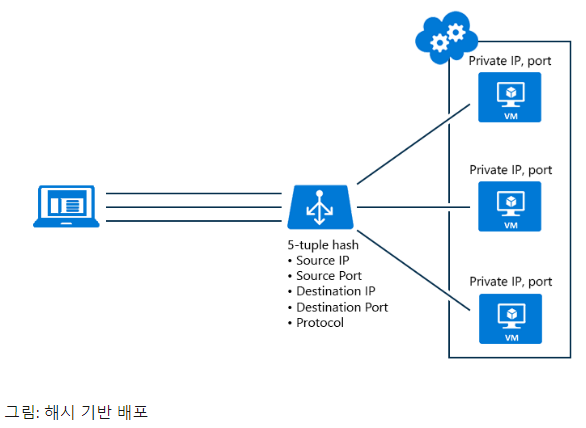 Private IP, port
VM
Private IP, port
VM
Private IP, port
VM
5-tuple hash
• Source IP
• Source Port
• Destination IP
• Destination Port
• Protocol
그림: 해시 기반 배포